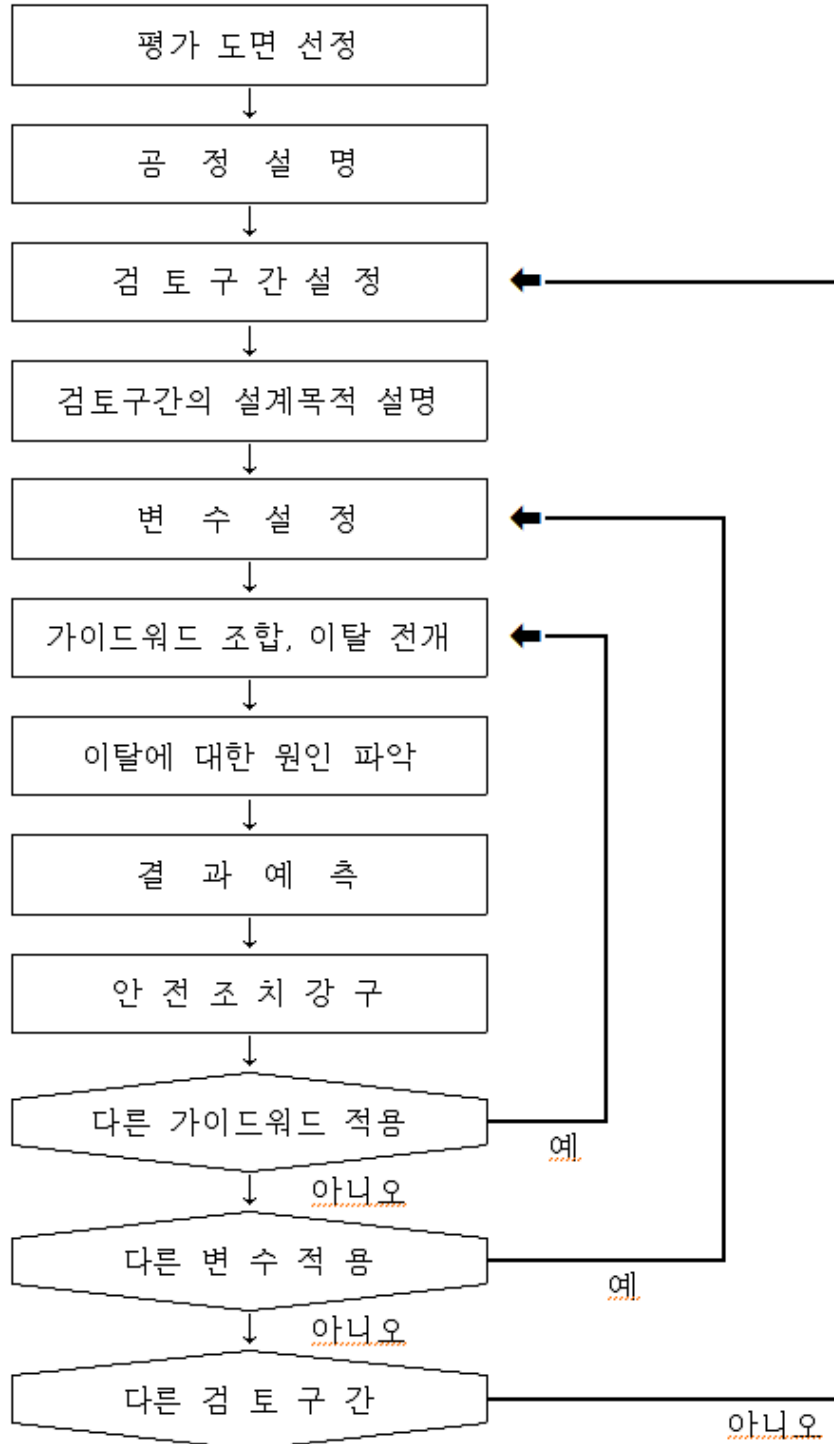 평가 도면 선정
↓
공 정 설 명
↓
검 토 구 간 설 정
↓
검토구간의 설계목적 설명
↓
변 수 설 정
↓
가이드워드 조합, 이탈 전개
↓
이탈에 대한 원인 파악
↓
결 과 예 측
↓
안 전 조 치 강 구
↓
다른 가이드워드 적용
예
↓ 아니오
다른 변 수 적 용
예
↓ 아니오
다른 검 토 구 간
아니오